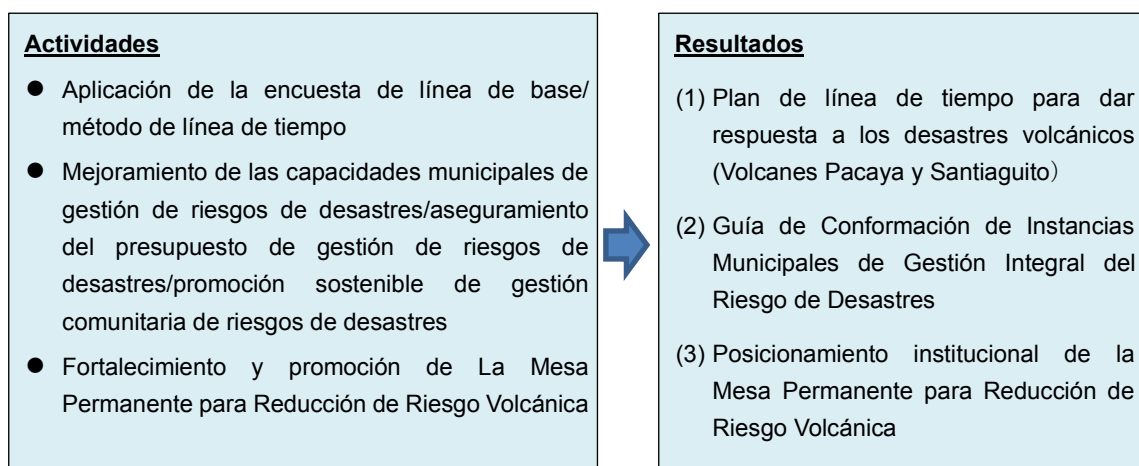 Actividades
● Aplicación de la encuesta de línea de base/
método de línea de tiempo
● Mejoramiento de las capacidades municipales de
gestión de riesgos de desastres/aseguramiento
del presupuesto de gestión de riesgos de
desastres/promoción sostenible de gestión
comunitaria de riesgos de desastres
● Fortalecimiento y promoción de La Mesa
Permanente para Reducción de Riesgo Volcánica
Resultados
(1) Plan de línea de tiempo para dar
respuesta a los desastres volcánicos
(Volcanes Pacaya y Santiaguito）
(2) Guía de Conformación de Instancias
Municipales de Gestión Integral del
Riesgo de Desastres
(3) Posicionamiento institucional de la
Mesa Permanente para Reducción de
Riesgo Volcánica